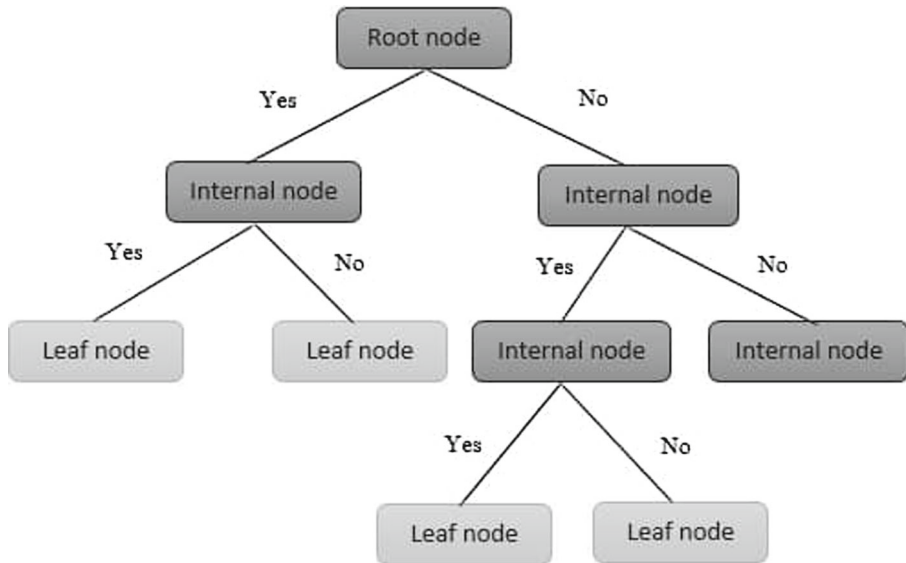 Root node
Yes
No
Internal node
Internal node
Yes
No
Yes
No
Leaf node
Leaf node
Internal node
Internal node
Yes
No
Leaf node
Leaf node